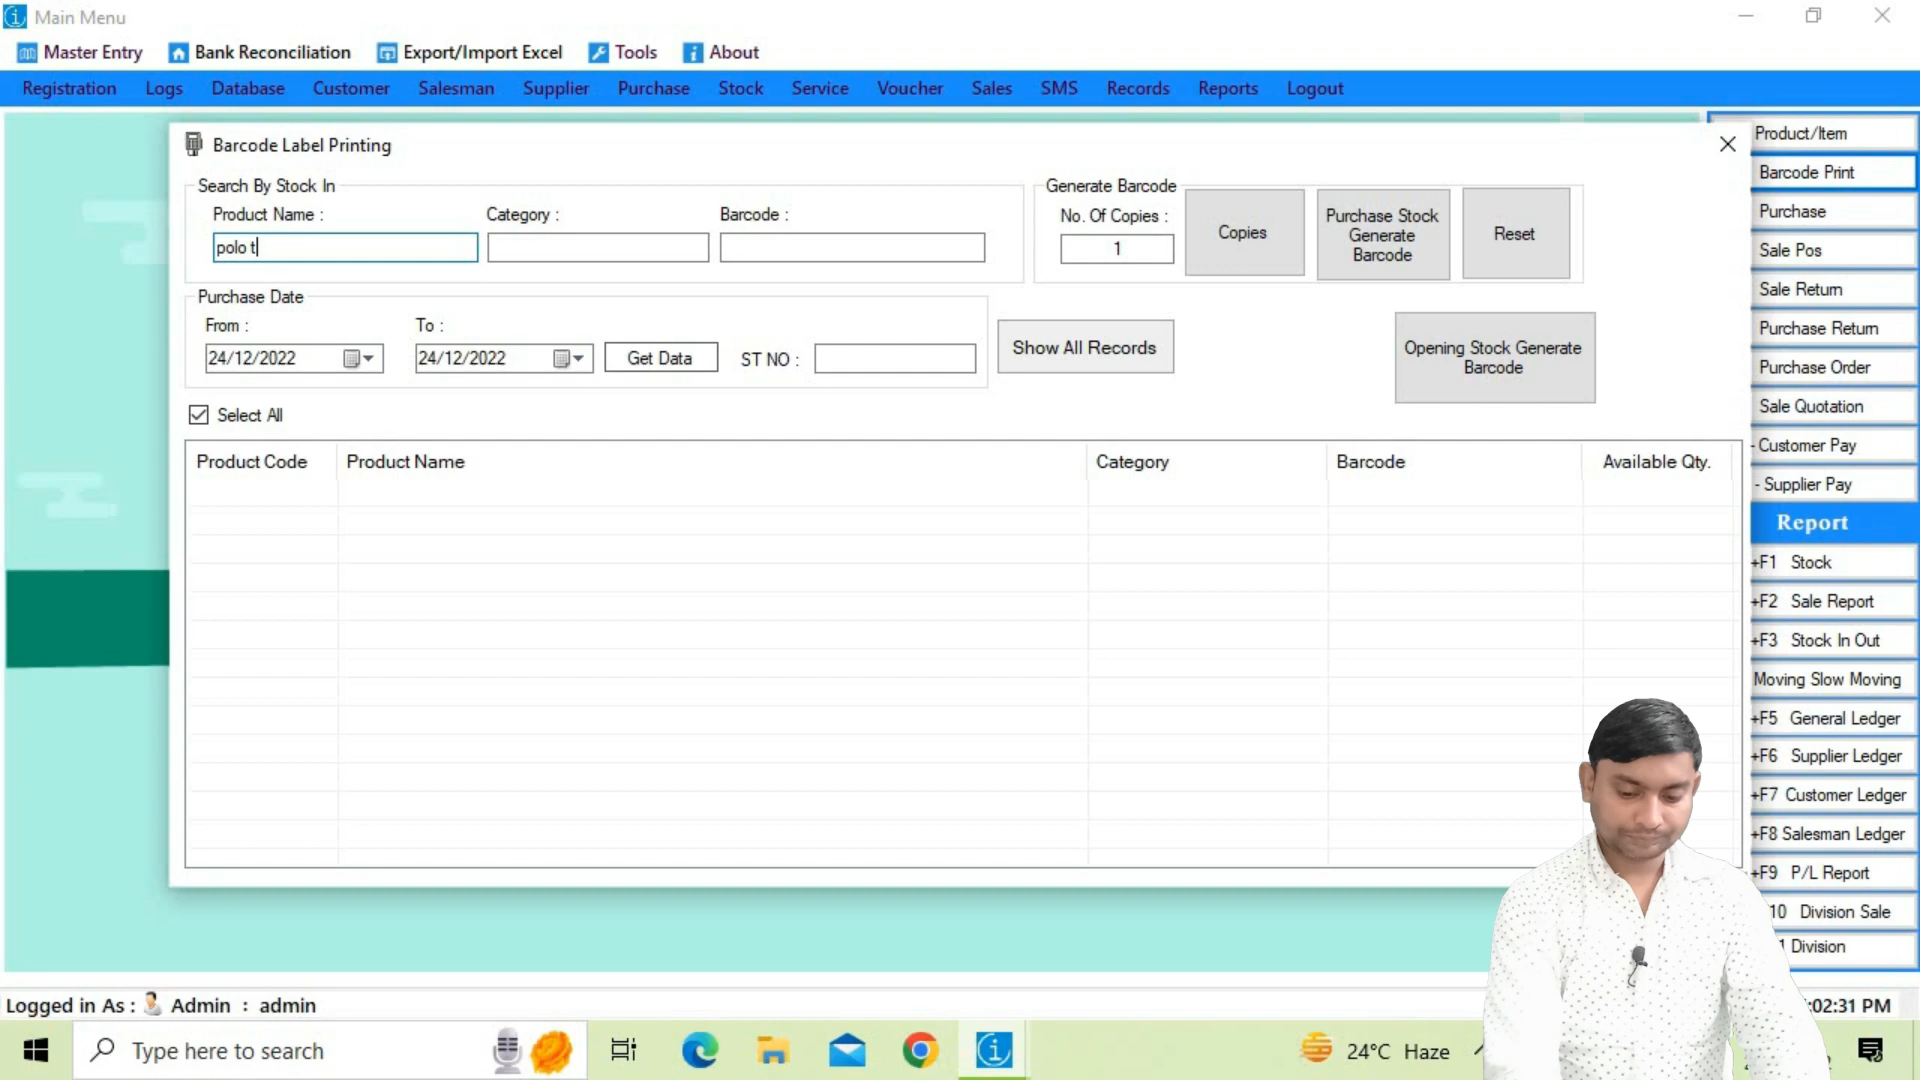 Main Menu
Master Entry Bank Reconciliation Export/Import Excel Tools About
Registration Logs Database Customer Salesman Supplier Purchase Stock Service Voucher Sales SMS Records Reports Logout
Barcode Label Printing
Search By Stock In
Product Name : Category : Barcode :
polo t
Generate Barcode
No. Of Copies :
1
Copies
Purchase Stock
Generate
Barcode
Reset
Purchase Date
From : To :
24/12/2022 24/12/2022 Get Data ST NO :
Show All Records
Opening Stock Generate
Barcode
Select All
Product Code Product Name Category Barcode Available Qty.
Product/Item
Barcode Print
Purchase
Sale Pos
Sale Return
Purchase Return
Purchase Order
Sale Quotation
- Customer Pay
- Supplier Pay
Report
+F1 Stock
+F2 Sale Report
+F3 Stock In Out
Moving Slow Moving
+F5 General Ledger
+F6 Supplier Ledger
+F7 Customer Ledger
+F8 Salesman Ledger
+F9 P/L Report
10 Division Sale
1 Division
Logged in As : Admin : admin
:02:31 PM
Type here to search
24°C Haze